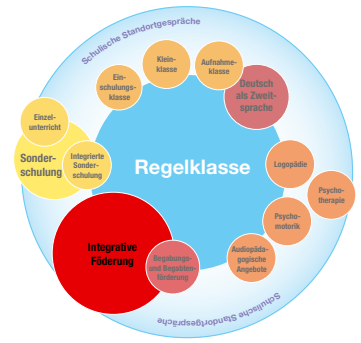 Schulische Standortgespräche
Klein-
klasse
Aufnahme-
klasse
Ein-
schulungs-
klasse
Deutsch
als Zweit-
sprache
Einzel-
unterricht
Sonder-
schulung
Integrierte
Sonder-
schulung
Regelklasse
Logopädie
Psycho-
therapie
Psycho-
motorik
Integrative
Föderung
Begabungs-
und Begabten-
förderung
Audiopäda-
gogische
Angebote
Schulische Standortgespräche